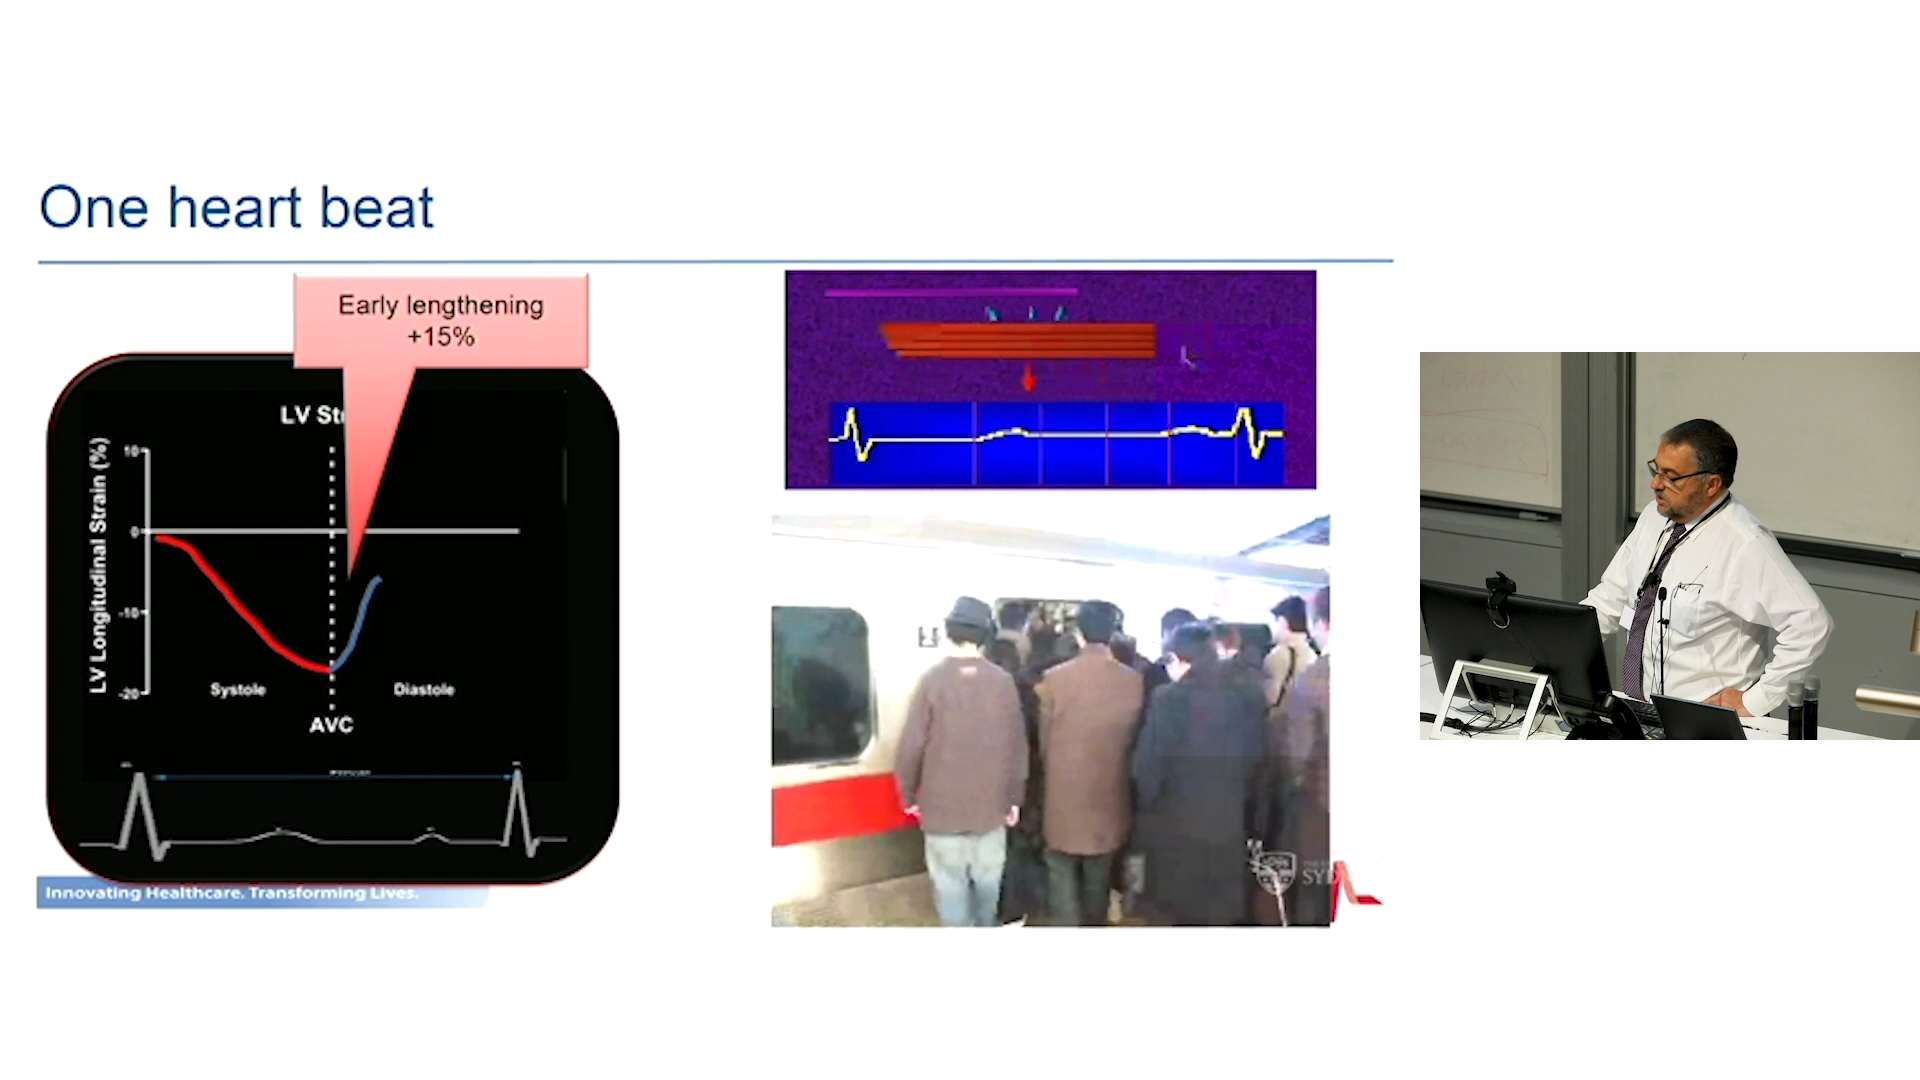 One heart beat
Early lengthening
+15%
LV St
LV Longitudinal Strain (%)
10
0
-10
-20
Systole
Diastole
AVC
Innovating Healthcare. Transforming Lives.
SYD